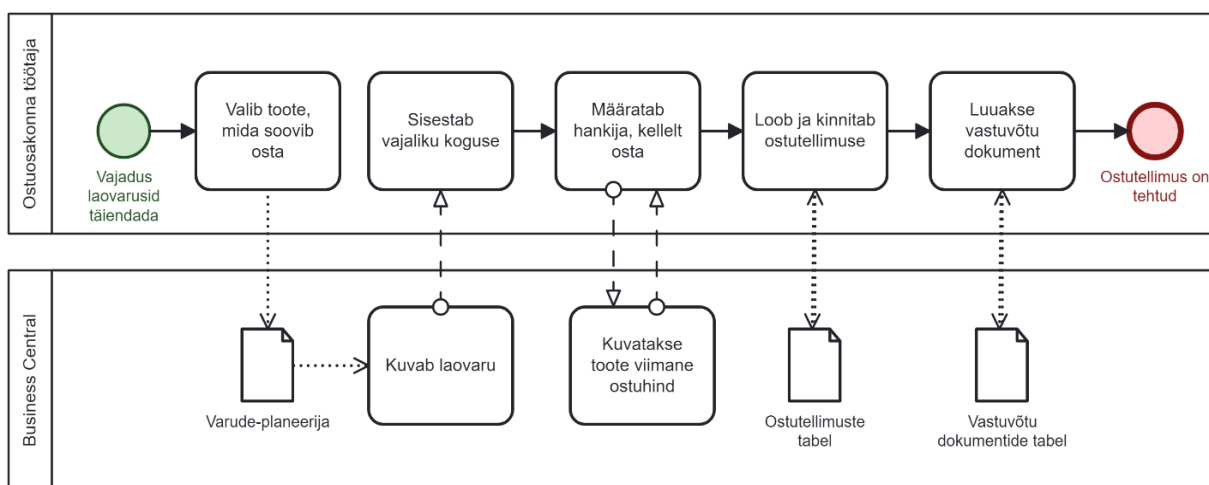 Ostuosakonna töötaja
Vajadus
laovarusid
täiendada
Valib toote,
mida soovib
osta
Sisestab
vajaliku koguse
Määratab
hankija, kellelt
osta
Loob ja kinnitab
ostutellimuse
Luuakse
vastuvõtu
dokument
Ostutellimus on
tehtud
Business Central
Varude-planeerija
Kuvab laovaru
Kuvatakse
toote viimane
ostuhind
Ostutellimuste
tabel
Vastuvõtu
dokumentide tabel